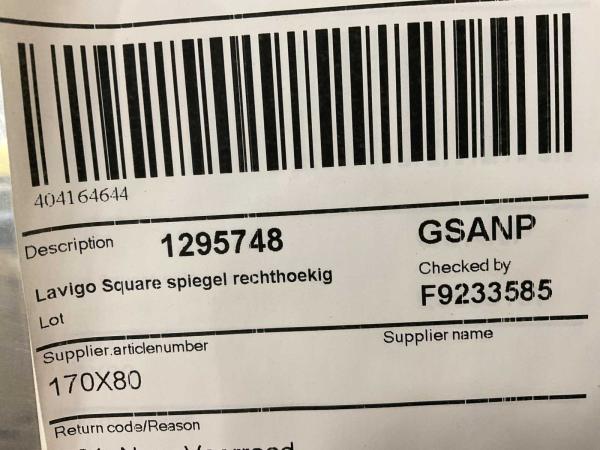 404164644
Description 1295748 GSANP
Lavigo Square spiegel rechthoekig Checked by
Lot F9233585
Supplier.articlenumber Supplier name
170X80
Return code/Reason